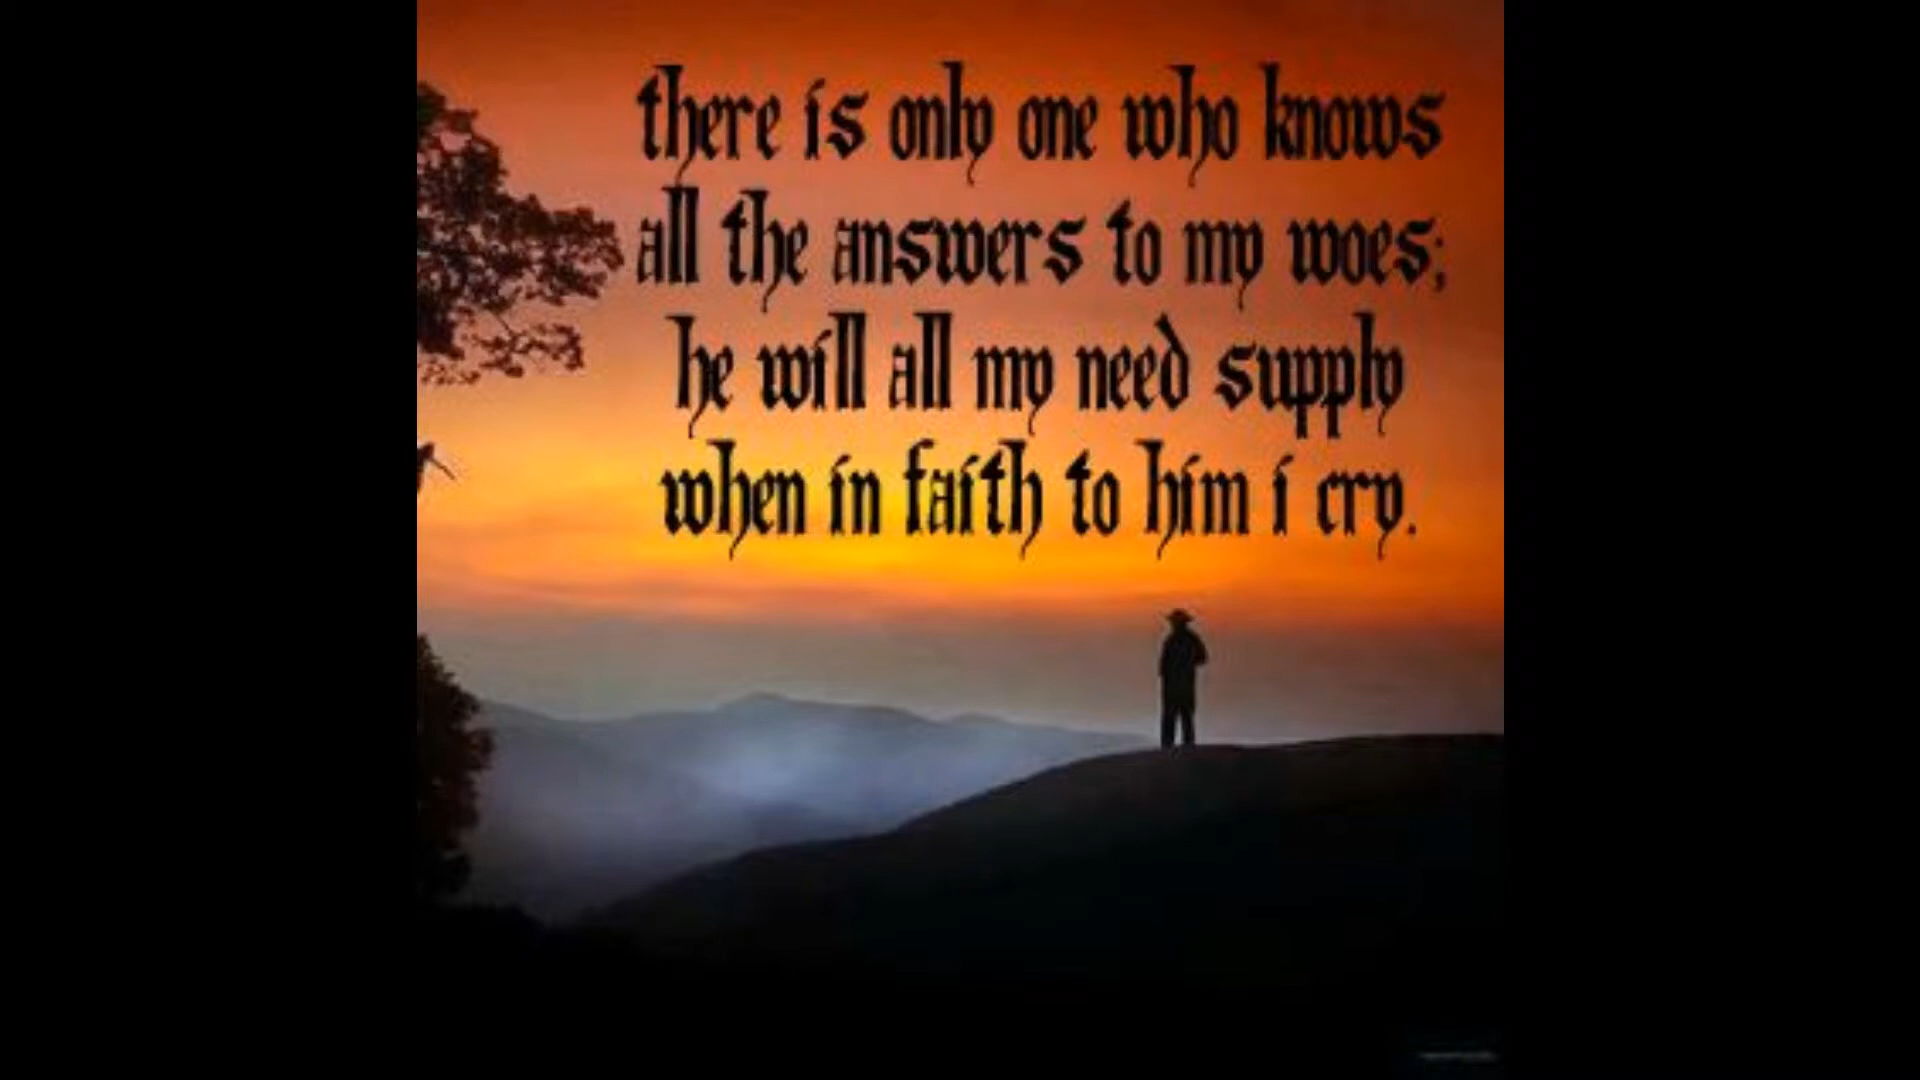 there is only one who knows
all the answers to my woes;
he will all my need supply
when in faith to him i cry.